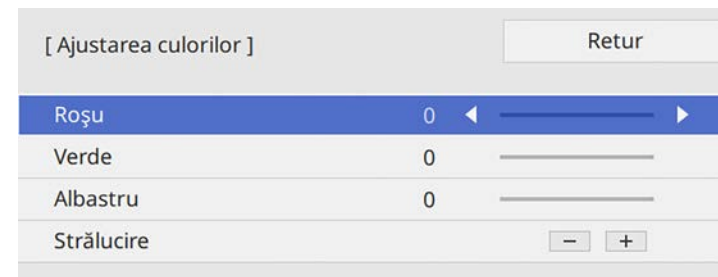 [ Ajustarea culorilor ] Retur
Roşu 0
Verde 0
Albastru 0
Strălucire − +